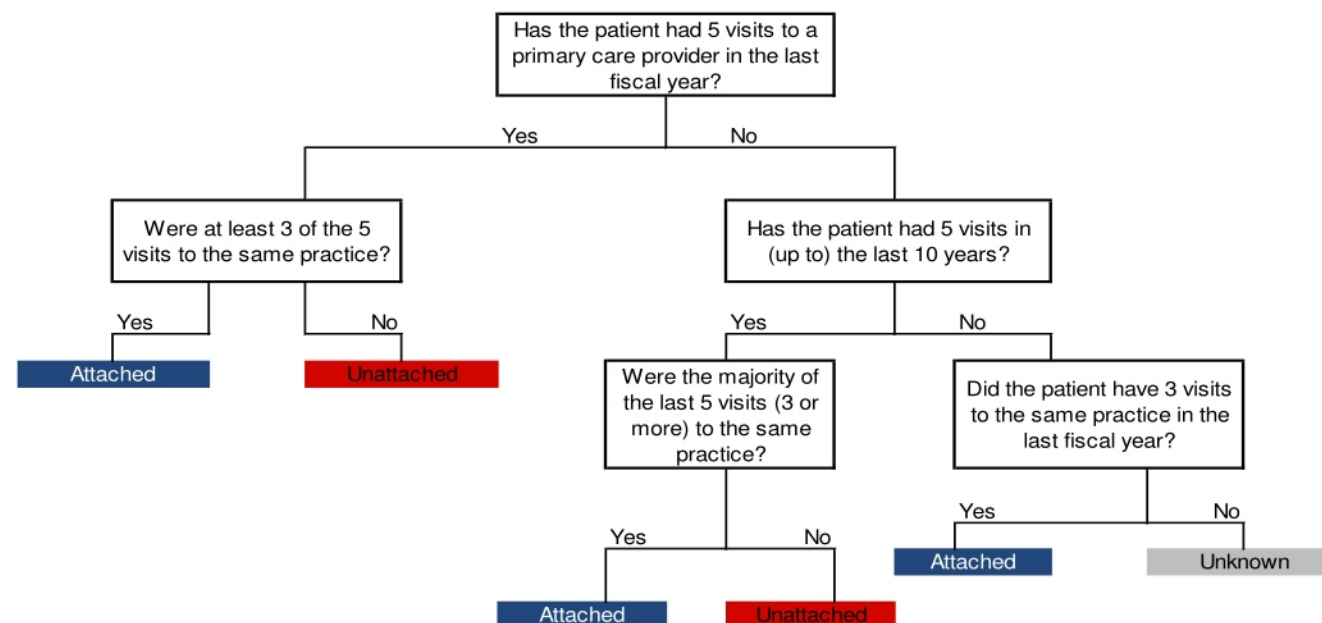 Has the patient had 5 visits to a
primary care provider in the last
fiscal year?
Yes
No
Were at least 3 of the 5
visits to the same practice?
Has the patient had 5 visits in
(up to) the last 10 years?
Yes
No
Yes
No
Attached
Unattached
Were the majority of
the last 5 visits (3 or
more) to the same
practice?
Did the patient have 3 visits
to the same practice in the
last fiscal year?
Yes
No
Yes
No
Attached
Unknown
Attached
Unattached